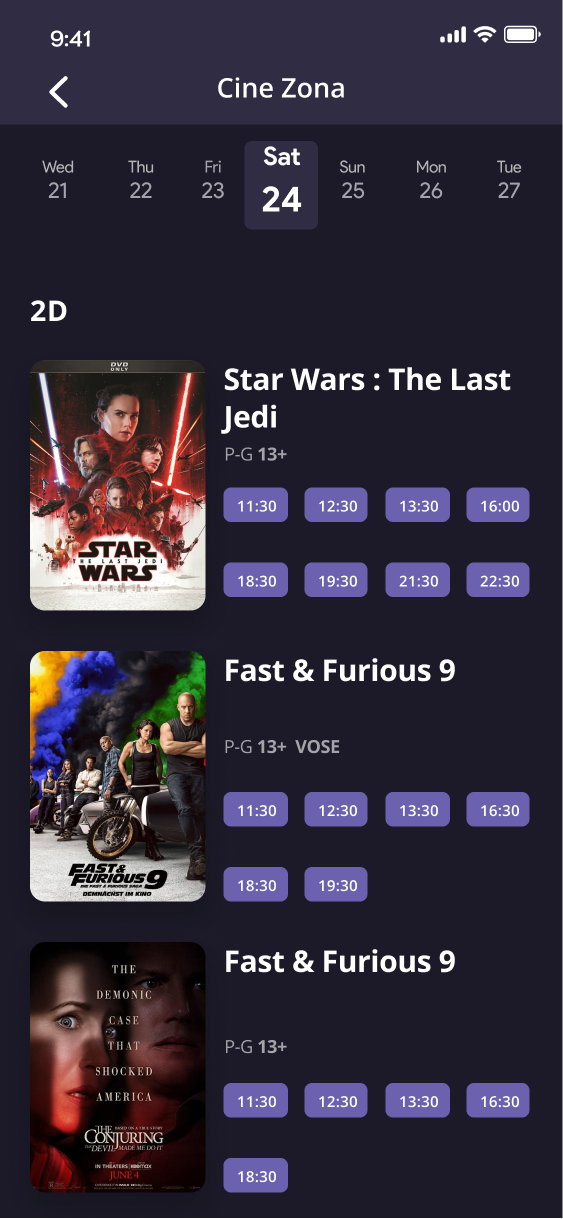 9:41
Cine Zona
Wed Thu Fri Sat Sun Mon Tue
21 22 23 24 25 26 27
2D
DVD
ONLY
STAR
THE LAST JEDI
WARS
Star Wars : The Last
Jedi
P-G 13+
11:30 12:30 13:30 16:00
18:30 19:30 21:30 22:30
FAST &
FURIOUS 9
DIE FAST & FURIOUS SAGA
DEMNÄCHST IM KINO
Fast & Furious 9
P-G 13+ VOSE
11:30 12:30 13:30 16:30
18:30 19:30
THE
DEMONIC
CASE
THAT
SHOCKED
AMERICA
BASED ON A TRUE STORY
THE CONJURING
THE DEVIL MADE ME DO IT
IN THEATERS | HBOMAX
JUNE 4
Fast & Furious 9
P-G 13+
11:30 12:30 13:30 16:30
18:30